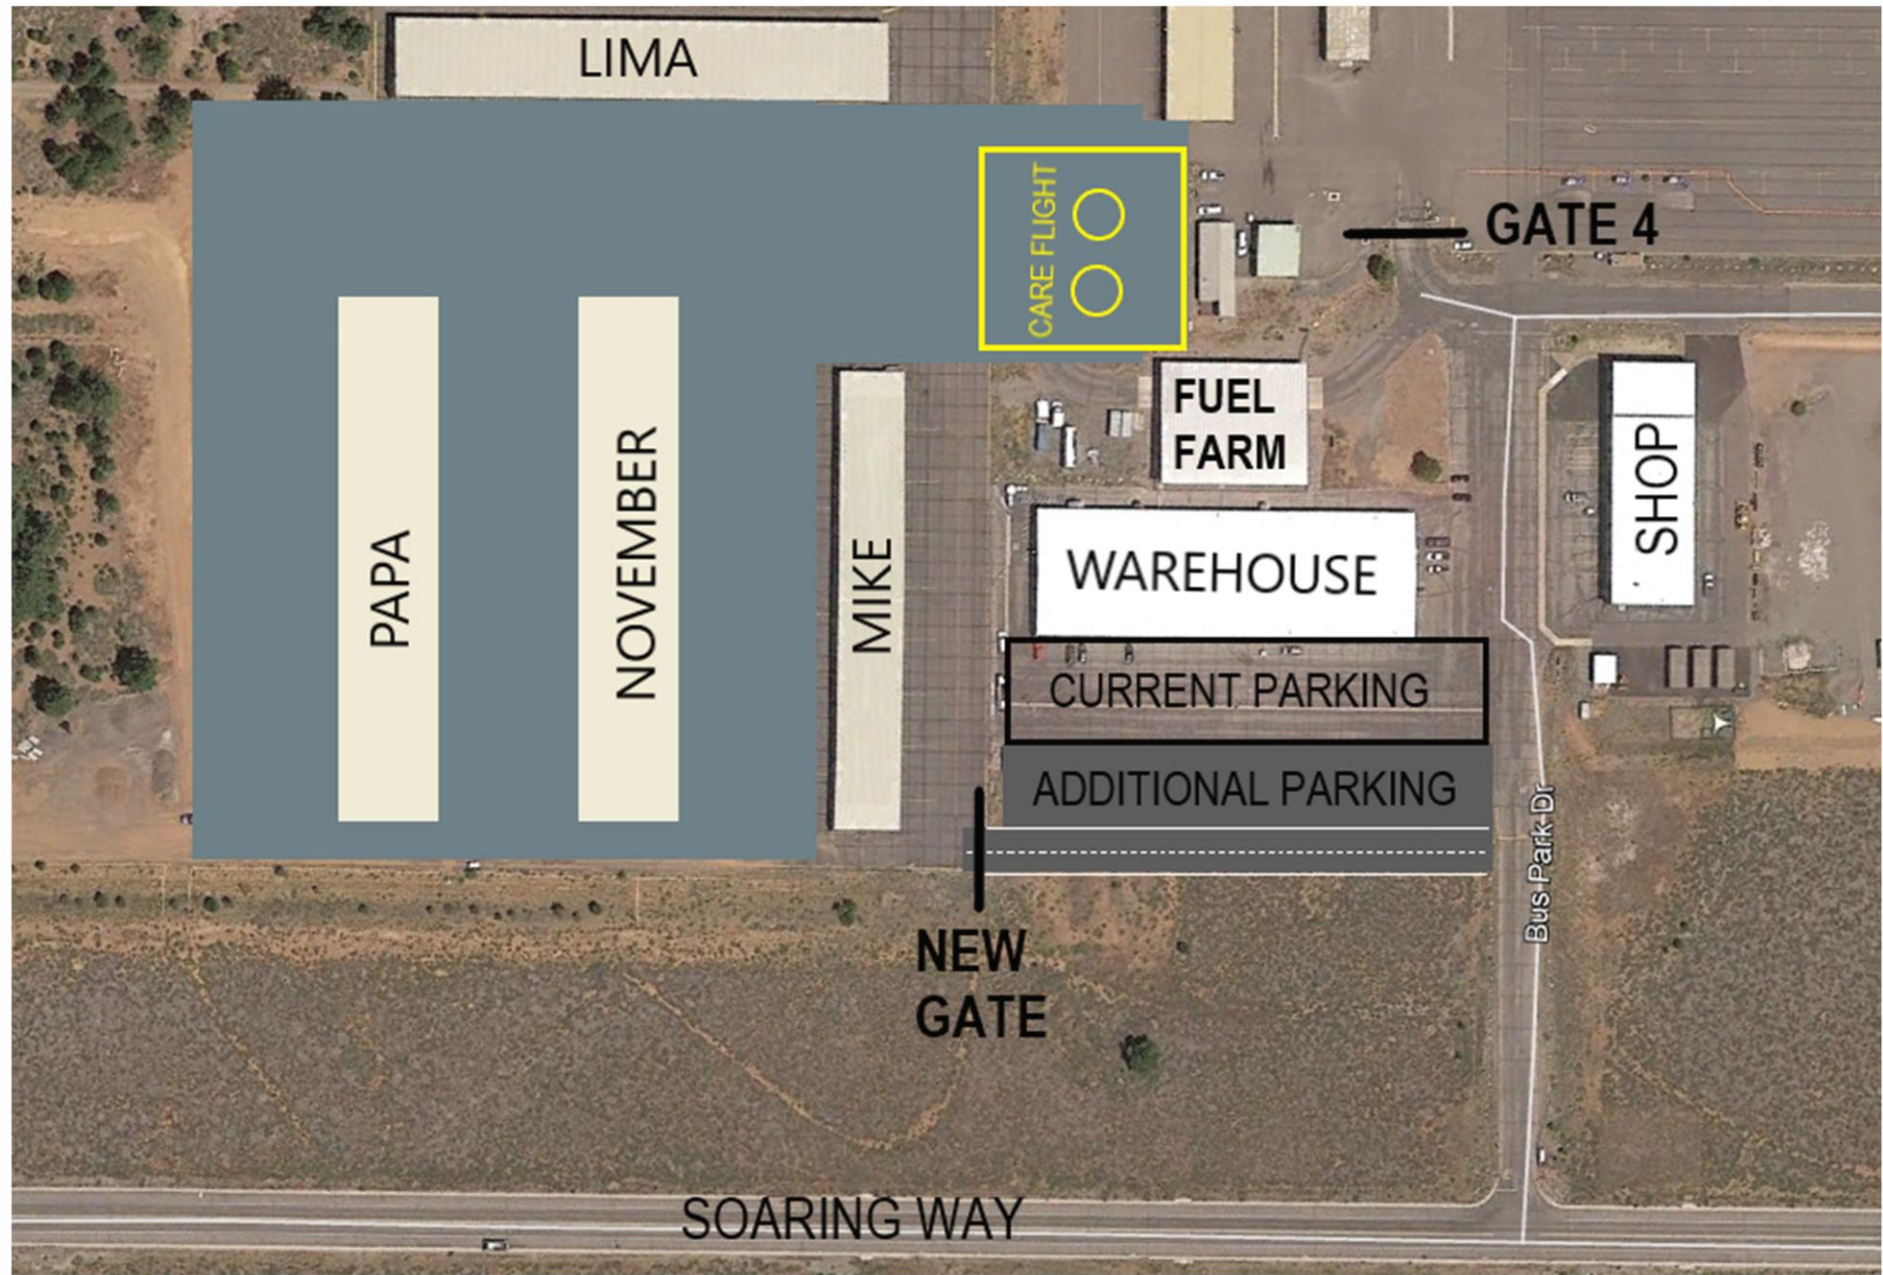 LIMA
CARE FLIGHT
GATE 4
FUEL
FARM
SHOP
PAPA
NOVEMBER
MIKE
WAREHOUSE
CURRENT PARKING
ADDITIONAL PARKING
Bus Park Dr
NEW
GATE
SOARING WAY